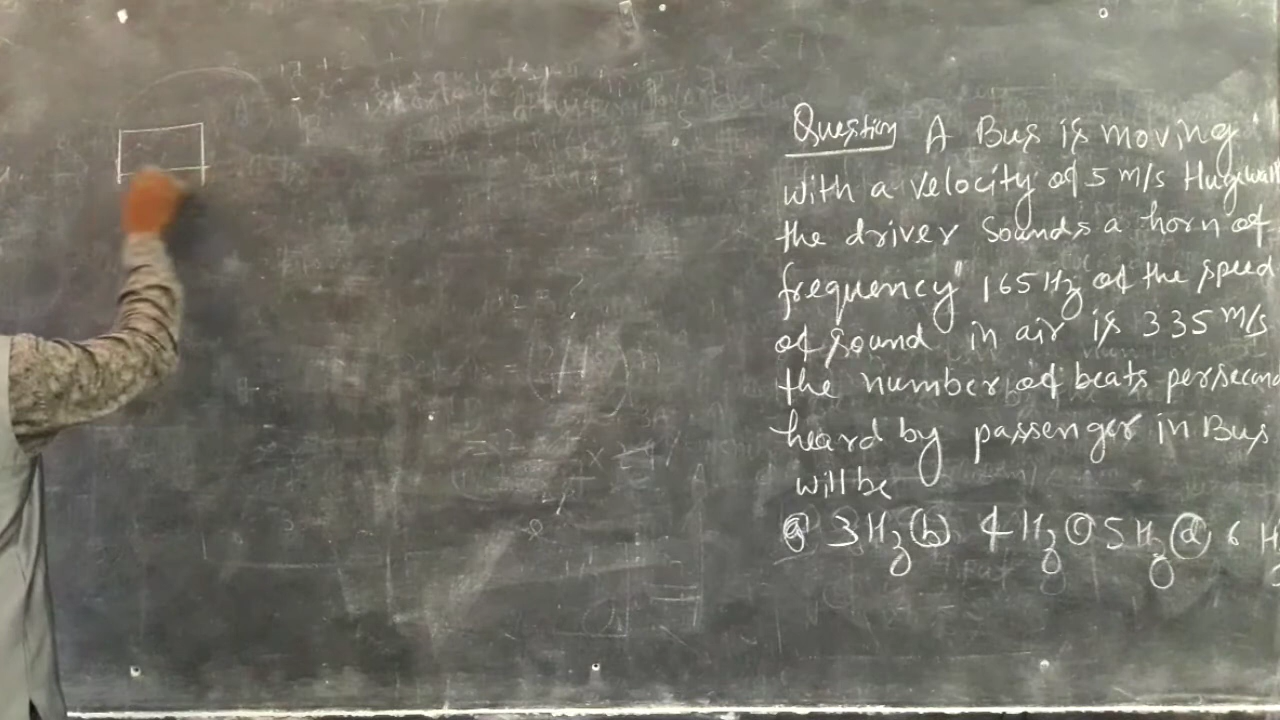 Question A Bus is moving
with a velocity of 5 m/s Huge wall
the driver sounds a horn of
frequency" 165 Hz of the speed
of sound in air is 335 m/s
the number of beats per second
heard by passenger in Bus
will be
(a) 3 Hz (b) 4 Hz (c) 5 Hz (d) 6 H